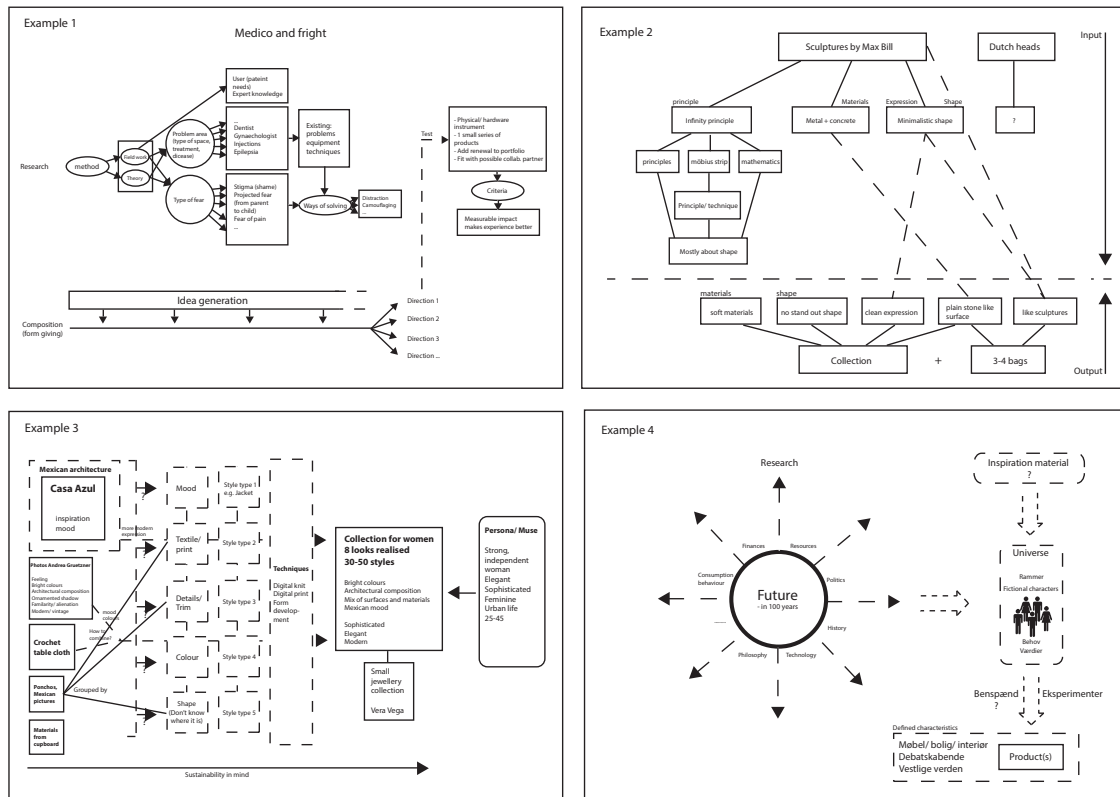 Example 1
Medico and fright
Research
method
Field work
Theory
Problem area
(type of space,
treatment,
dicease)
Type of fear
User (pateint
needs)
Expert knowledge
...
Dentist
Gynaechologist
Injections
Epilepsia
Stigma (shame)
Projected fear
(from parent
to child)
Fear of pain
...
Existing:
problems
equipment
techniques
Ways of solving
Distraction
Camouflaging
...
Test
- Physical/ hardware
instrument
- 1 small series of
products
- Add renewal to portfolio
- Fit with possible collab. partner
Criteria
Measurable impact
makes experience better
Idea generation
Composition
(form giving)
Direction 1
Direction 2
Direction 3
Direction ...
Example 2
Sculptures by Max Bill
Dutch heads
Input
principle
Materials
Expression
Shape
Infinity principle
Metal + concrete
Minimalistic shape
?
principles
möbius strip
mathematics
Principle/ technique
Mostly about shape
materials
shape
soft materials
no stand out shape
clean expression
plain stone like
surface
like sculptures
Collection
+
3-4 bags
Output
Example 3
Mexican architecture
Casa Azul
inspiration
mood
Photos Andrea Gruetzner
Feeling
Bright colours
Architectural composition
Ornamented shadow
Familarity/ alienation
Modern/ vintage
Crochet
table cloth
Ponchos,
Mexican
pictures
Materials
from
cupboard
more modern
expression
mood
colours
How to
combine?
Grouped by
?
?
?
?
?
Mood
Textile/
print
Details/
Trim
Colour
Shape
(Don't know
where it is)
Style type 1
e.g. Jacket
Style type 2
Style type 3
Style type 4
Style type 5
Techniques
Digital knit
Digital print
Form
develop-
ment
Collection for women
8 looks realised
30-50 styles
Bright colours
Architectural composition
Mix of surfaces and materials
Mexican mood
Sophisticated
Elegant
Modern
Small
jewellery
collection
Vera Vega
Persona/ Muse
Strong,
independent
woman
Elegant
Sophisticated
Feminine
Urban life
25-45
Sustainability in mind
Example 4
Research
Finances
Resources
Consumption
behaviour
Politics
Future
- in 100 years
History
Philosophy
Technology
Inspiration material
?
Universe
Rammer
Fictional characters
Behov
Værdier
Benspænd
?
Eksperimenter
Defined characteristics
Møbel/ bolig/ interiør
Debatskabende
Vestlige verden
Product(s)